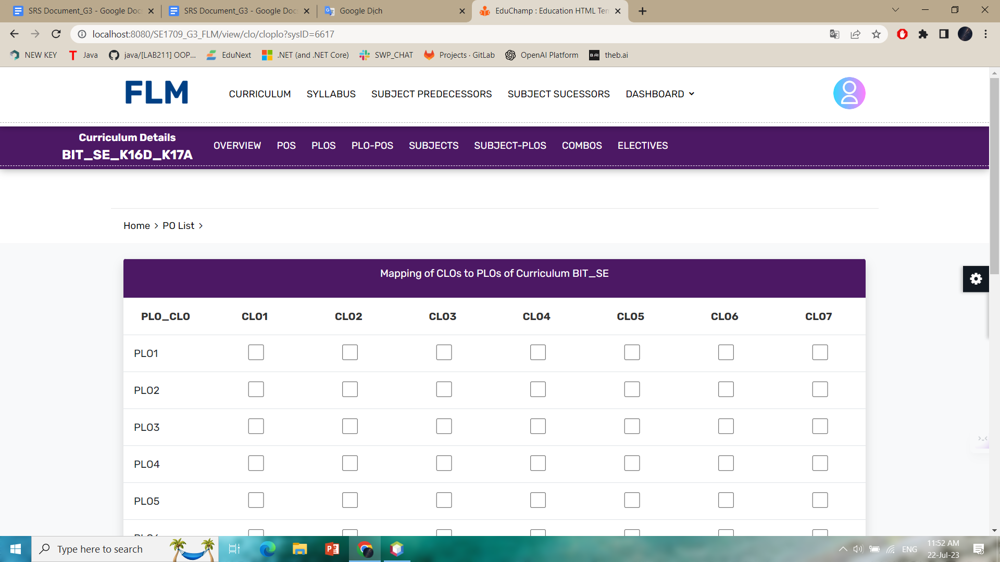 SRS Document_G3 - Google Doc
SRS Document_G3 - Google Doc
Google Dịch
EduChamp : Education HTML Ten
localhost:8080/SE1709_G3_FLM/view/clo/cloplo?sysID=6617
NEW KEY
Java
java/[LAB211] OOP...
EduNext
.NET (and .NET Core)
SWP_CHAT
Projects · GitLab
OpenAI Platform
B AI
theb.ai
FLM
CURRICULUM
SYLLABUS
SUBJECT PREDECESSORS
SUBJECT SUCESSORS
DASHBOARD
Curriculum Details
BIT_SE_K16D_K17A
OVERVIEW
POS
PLOS
PLO-POS
SUBJECTS
SUBJECT-PLOS
COMBOS
ELECTIVES
Home > PO List >
Mapping of CLOs to PLOs of Curriculum BIT_SE
PLO_CLO CLO1 CLO2 CLO3 CLO4 CLO5 CLO6 CLO7
PLO1
PLO2
PLO3
PLO4
PLO5
Type here to search
ENG
11:52 AM
22-Jul-23